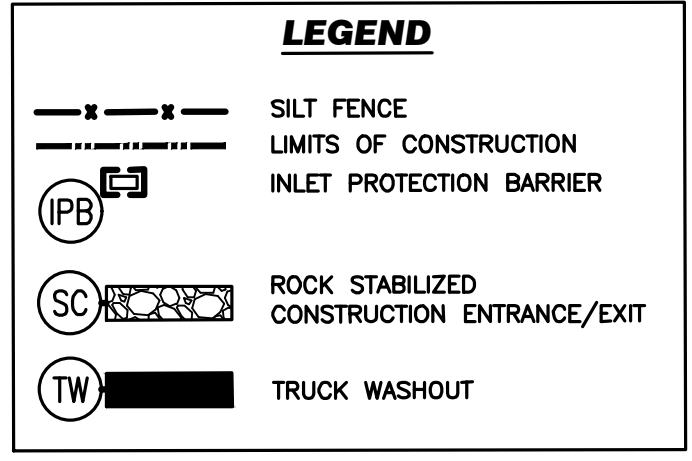 LEGEND
SILT FENCE
LIMITS OF CONSTRUCTION
INLET PROTECTION BARRIER
IPB
SC
ROCK STABILIZED
CONSTRUCTION ENTRANCE/EXIT
TW
TRUCK WASHOUT